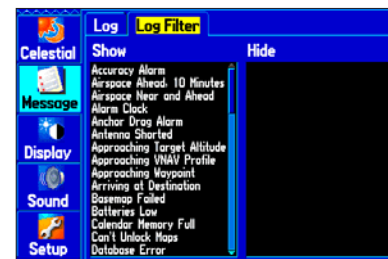 Log Log Filter
Celestial
Message
Display
Sound
Setup
Show Hide
Accuracy Alarm
Airspace Ahead, 10 Minutes
Airspace Near and Ahead
Alarm Clock
Anchor Drag Alarm
Antenna Shorted
Approaching Target Altitude
Approaching VNAV Profile
Approaching Waypoint
Arriving at Destination
Basemap Failed
Batteries Low
Calendar Memory Full
Can't Unlock Maps
Database Error